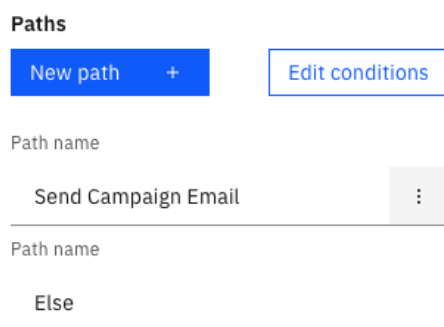 Paths
New path +
Edit conditions
Path name
Send Campaign Email
Path name
Else